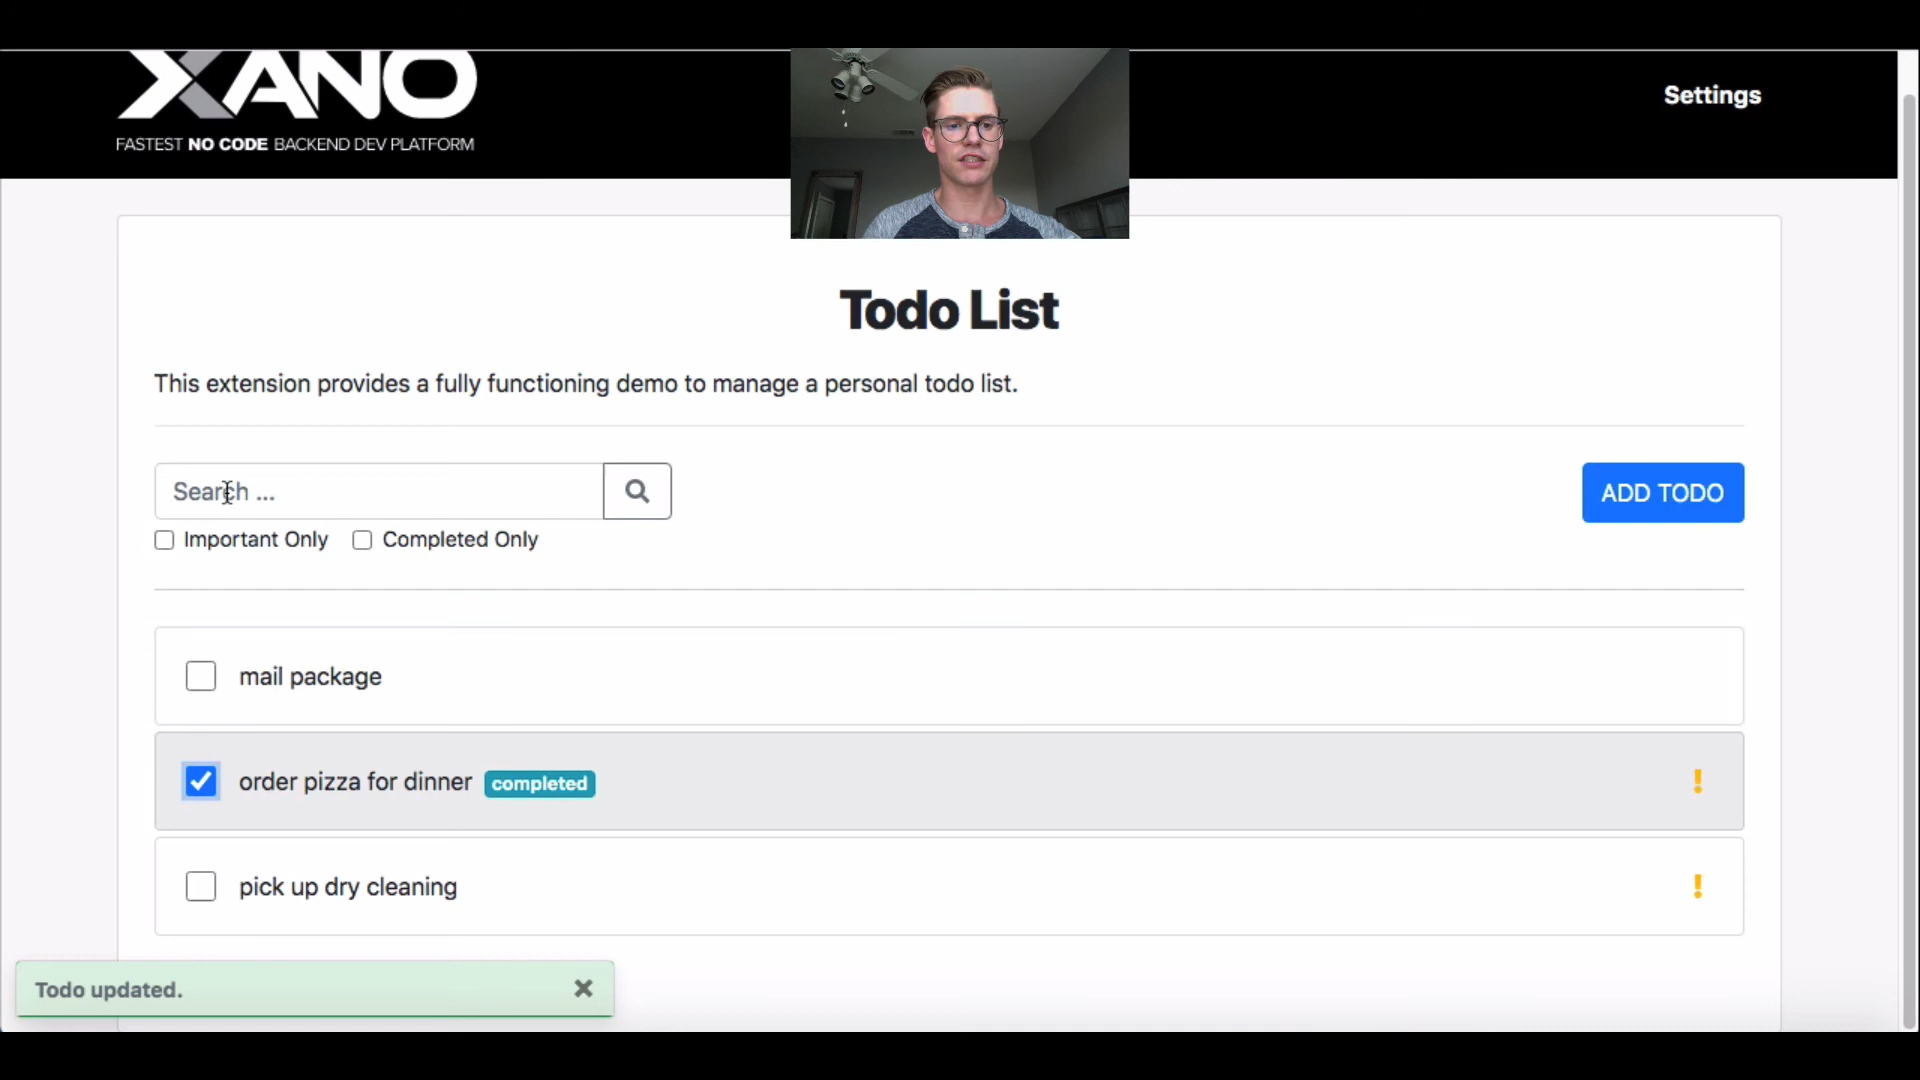 XANO
FASTEST NO CODE BACKEND DEV PLATFORM
Settings
Todo List
This extension provides a fully functioning demo to manage a personal todo list.
Search ...
ADD TODO
Important Only
Completed Only
mail package
order pizza for dinner
completed
pick up dry cleaning
Todo updated.